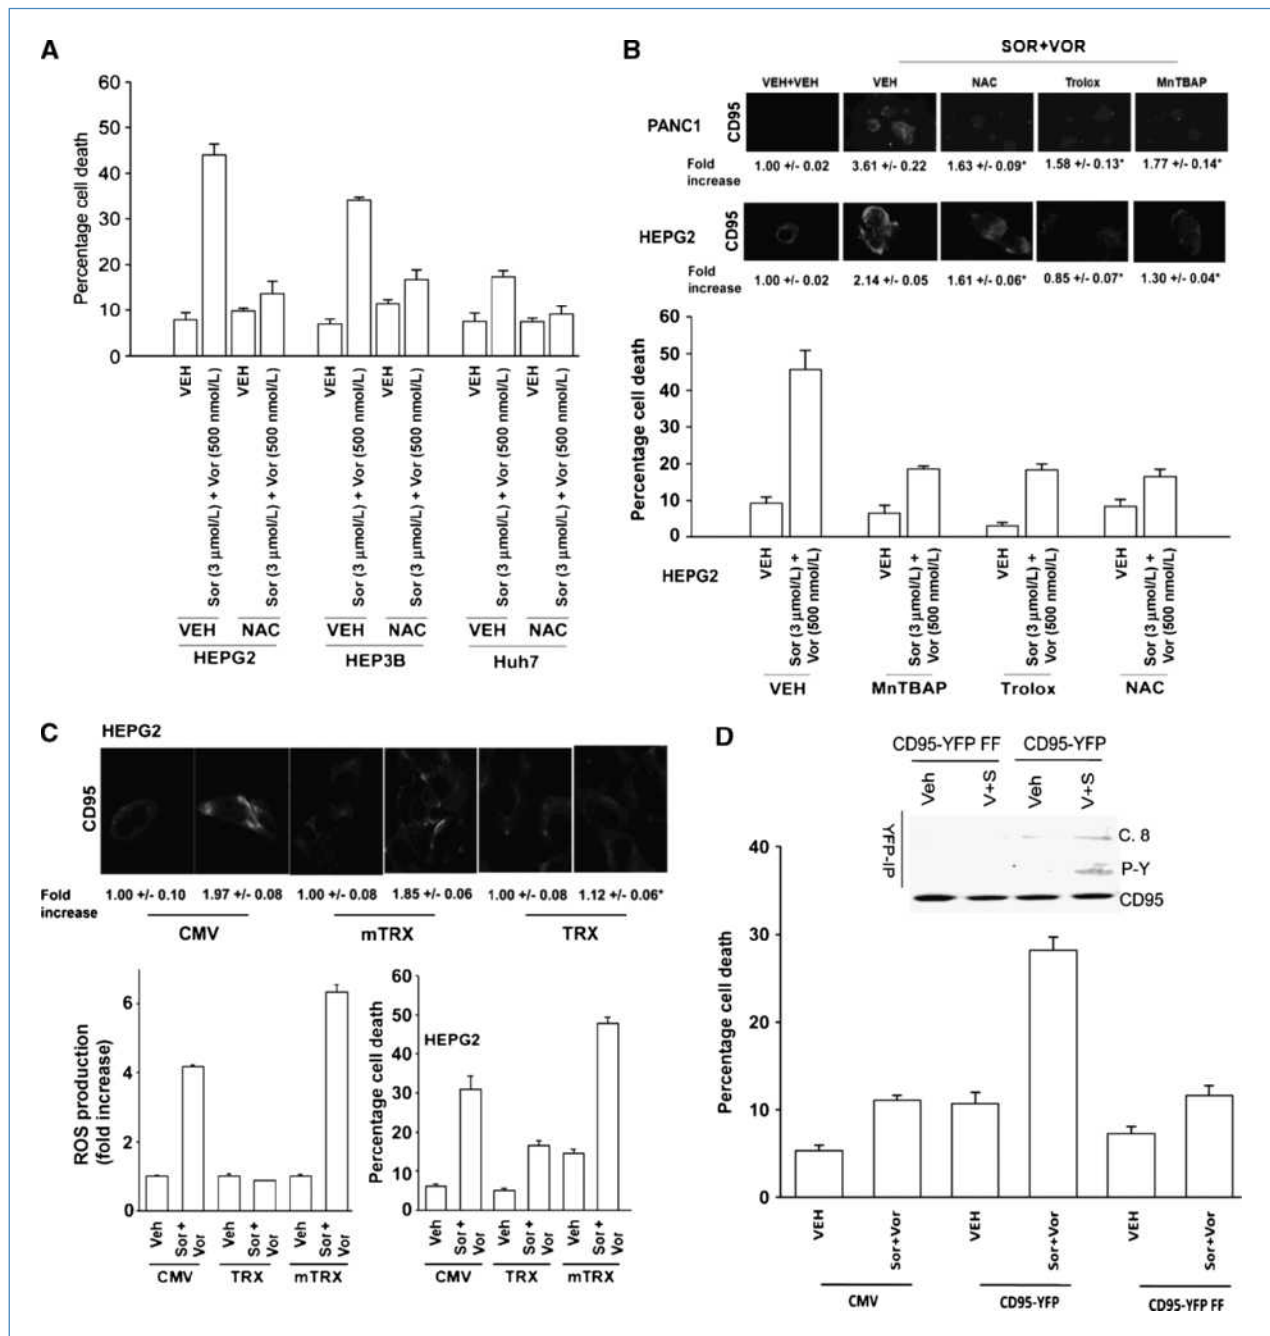 A
Percentage cell death
60
50
40
30
20
10
0
VEH
Sor (3 μmol/L) + Vor (500 nmol/L)
VEH
Sor (3 μmol/L) + Vor (500 nmol/L)
VEH
Sor (3 μmol/L) + Vor (500 nmol/L)
VEH
Sor (3 μmol/L) + Vor (500 nmol/L)
VEH
Sor (3 μmol/L) + Vor (500 nmol/L)
VEH
Sor (3 μmol/L) + Vor (500 nmol/L)
VEH NAC VEH NAC VEH NAC
HEPG2 HEP3B Huh7
B
SOR+VOR
VEH+VEH VEH NAC Trolox MnTBAP
PANC1
CD95
Fold increase
1.00 +/- 0.02 3.61 +/- 0.22 1.63 +/- 0.09* 1.58 +/- 0.13* 1.77 +/- 0.14*
HEPG2
CD95
Fold increase
1.00 +/- 0.02 2.14 +/- 0.05 1.61 +/- 0.06* 0.85 +/- 0.07* 1.30 +/- 0.04*
Percentage cell death
60
50
40
30
20
10
0
HEPG2
VEH
Sor (3 μmol/L) +
Vor (500 nmol/L)
VEH
Sor (3 μmol/L) +
Vor (500 nmol/L)
VEH
Sor (3 μmol/L) +
Vor (500 nmol/L)
VEH
Sor (3 μmol/L) +
Vor (500 nmol/L)
VEH MnTBAP Trolox NAC
C
HEPG2
CD95
Fold increase
1.00 +/- 0.10 1.97 +/- 0.08 1.00 +/- 0.08 1.85 +/- 0.06 1.00 +/- 0.08 1.12 +/- 0.06*
CMV mTRX TRX
ROS production
(fold increase)
6
4
2
0
Veh
Sor +
Vor
Veh
Sor +
Vor
Veh
Sor +
Vor
CMV TRX mTRX
Percentage cell death
60
50
40
30
20
10
0
HEPG2
Veh
Sor +
Vor
Veh
Sor +
Vor
Veh
Sor +
Vor
CMV TRX mTRX
D
CD95-YFP FF CD95-YFP
Veh
V+S
Veh
V+S
YFP-IP
C. 8
P-Y
CD95
Percentage cell death
40
30
20
10
0
VEH
Sor+Vor
VEH
Sor+Vor
VEH
Sor+Vor
CMV CD95-YFP CD95-YFP FF